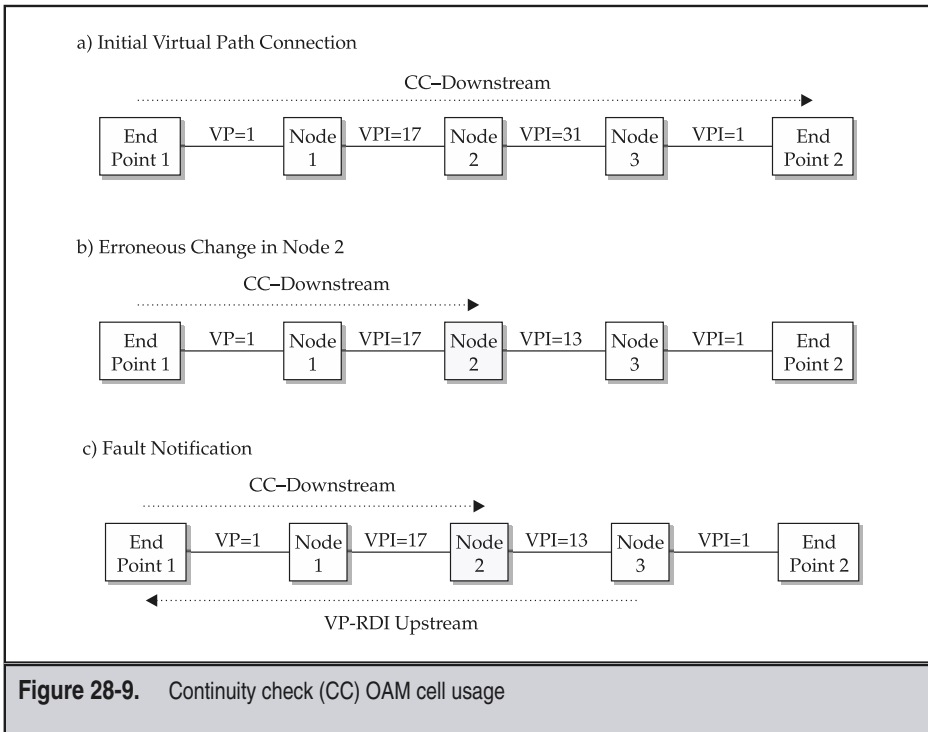 a) Initial Virtual Path Connection
CC–Downstream
End Point 1
VP=1
Node 1
VPI=17
Node 2
VPI=31
Node 3
VPI=1
End Point 2
b) Erroneous Change in Node 2
CC–Downstream
End Point 1
VP=1
Node 1
VPI=17
Node 2
VPI=13
Node 3
VPI=1
End Point 2
c) Fault Notification
CC–Downstream
End Point 1
VP=1
Node 1
VPI=17
Node 2
VPI=13
Node 3
VPI=1
End Point 2
VP-RDI Upstream
Figure 28-9. Continuity check (CC) OAM cell usage